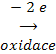 − 2 e
→
oxidace